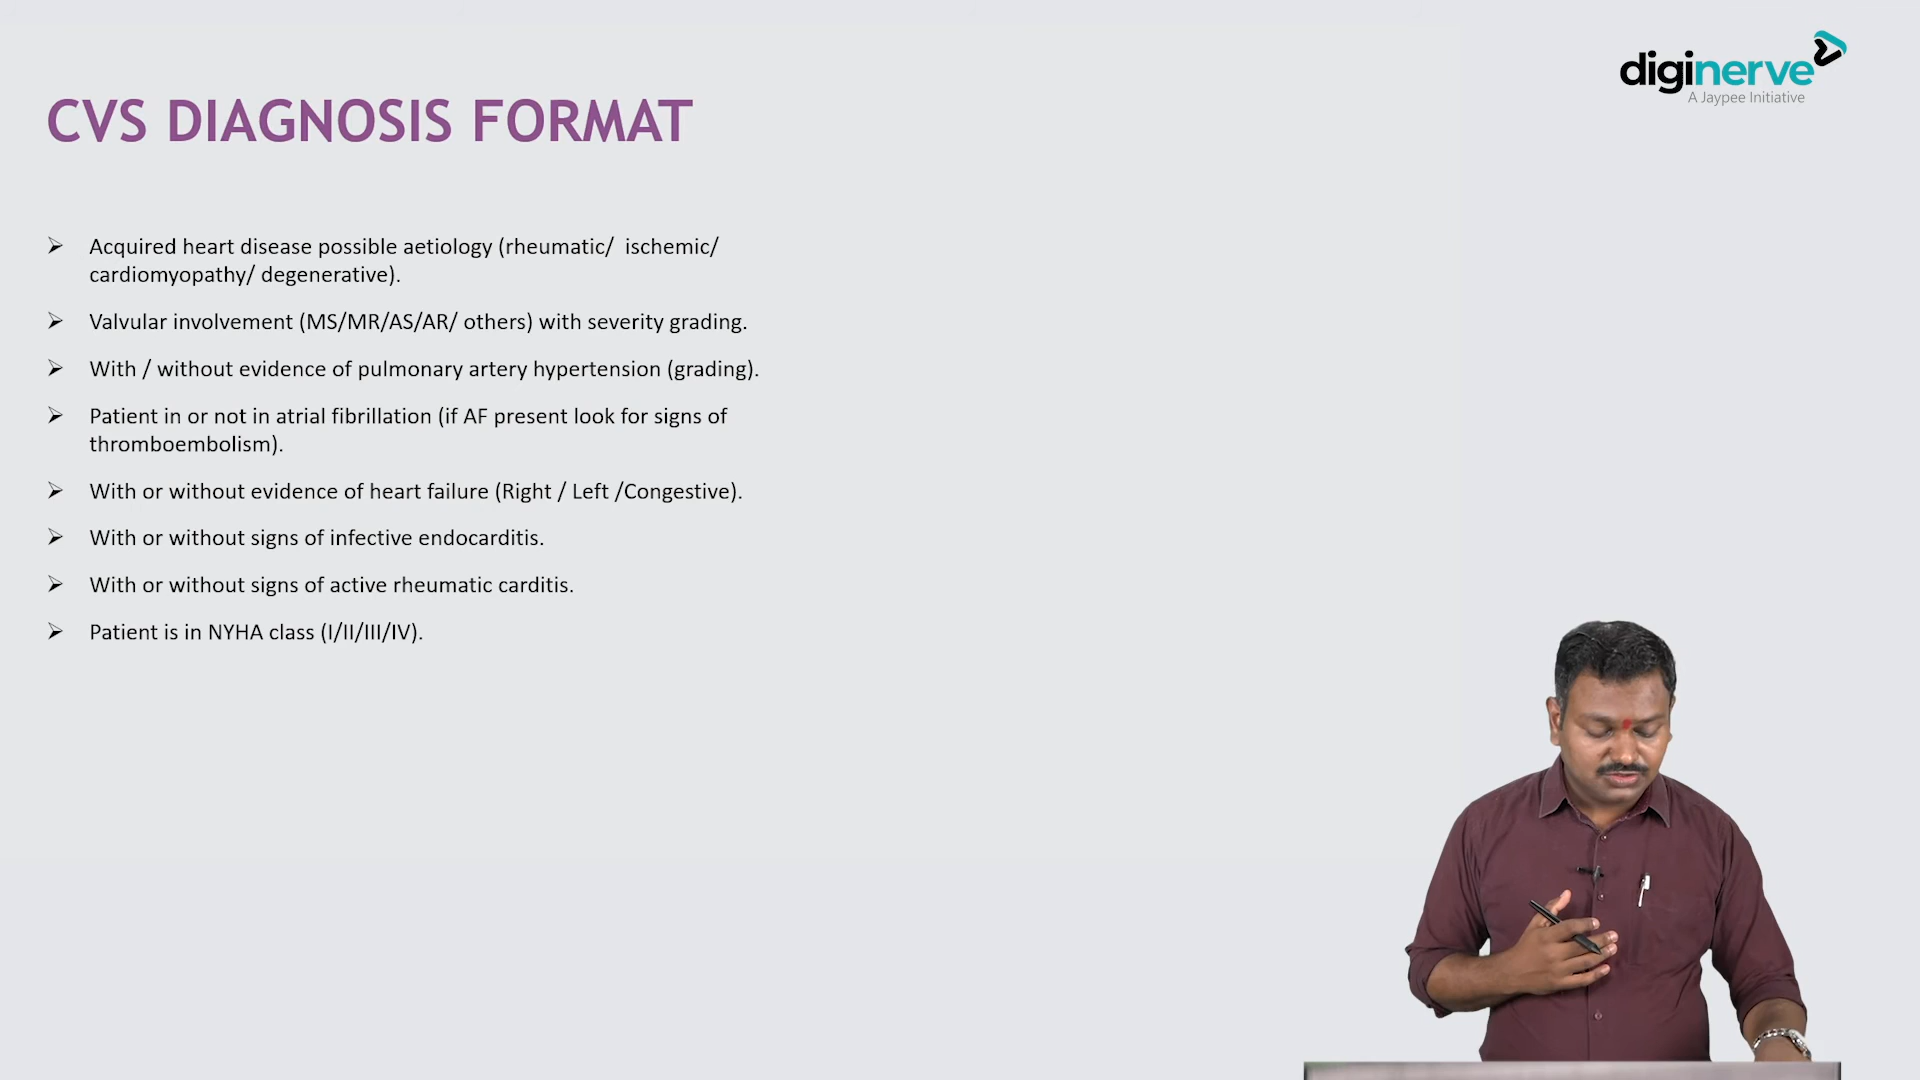 diginerve
A Jaypee Initiative
CVS DIAGNOSIS FORMAT
➢ Acquired heart disease possible aetiology (rheumatic/ ischemic/
cardiomyopathy/ degenerative).
➢ Valvular involvement (MS/MR/AS/AR/ others) with severity grading.
➢ With / without evidence of pulmonary artery hypertension (grading).
➢ Patient in or not in atrial fibrillation (if AF present look for signs of
thromboembolism).
➢ With or without evidence of heart failure (Right / Left /Congestive).
➢ With or without signs of infective endocarditis.
➢ With or without signs of active rheumatic carditis.
➢ Patient is in NYHA class (I/II/III/IV).